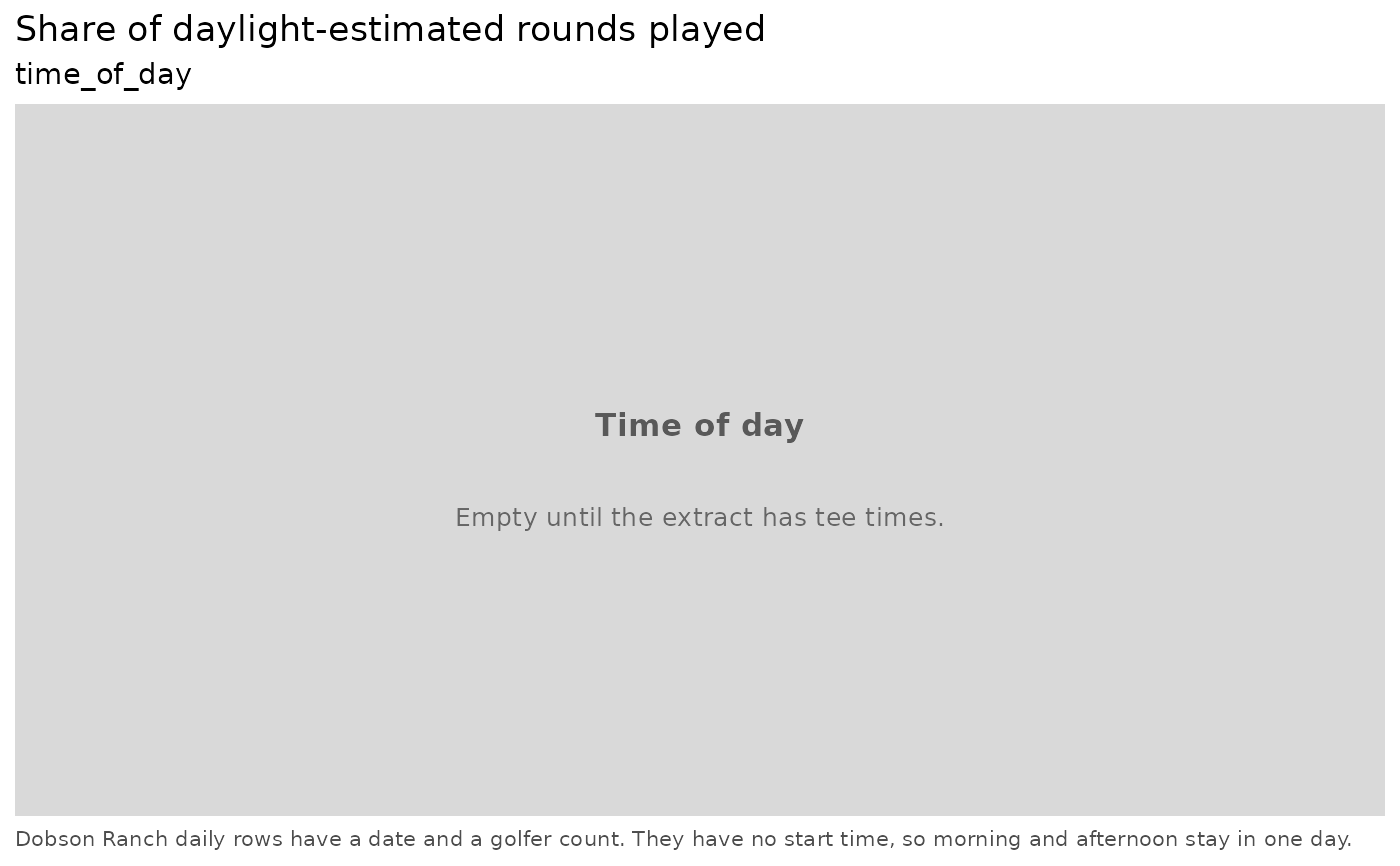 Share of daylight-estimated rounds played
time_of_day
Time of day
Empty until the extract has tee times.
Dobson Ranch daily rows have a date and a golfer count. They have no start time, so morning and afternoon stay in one day.